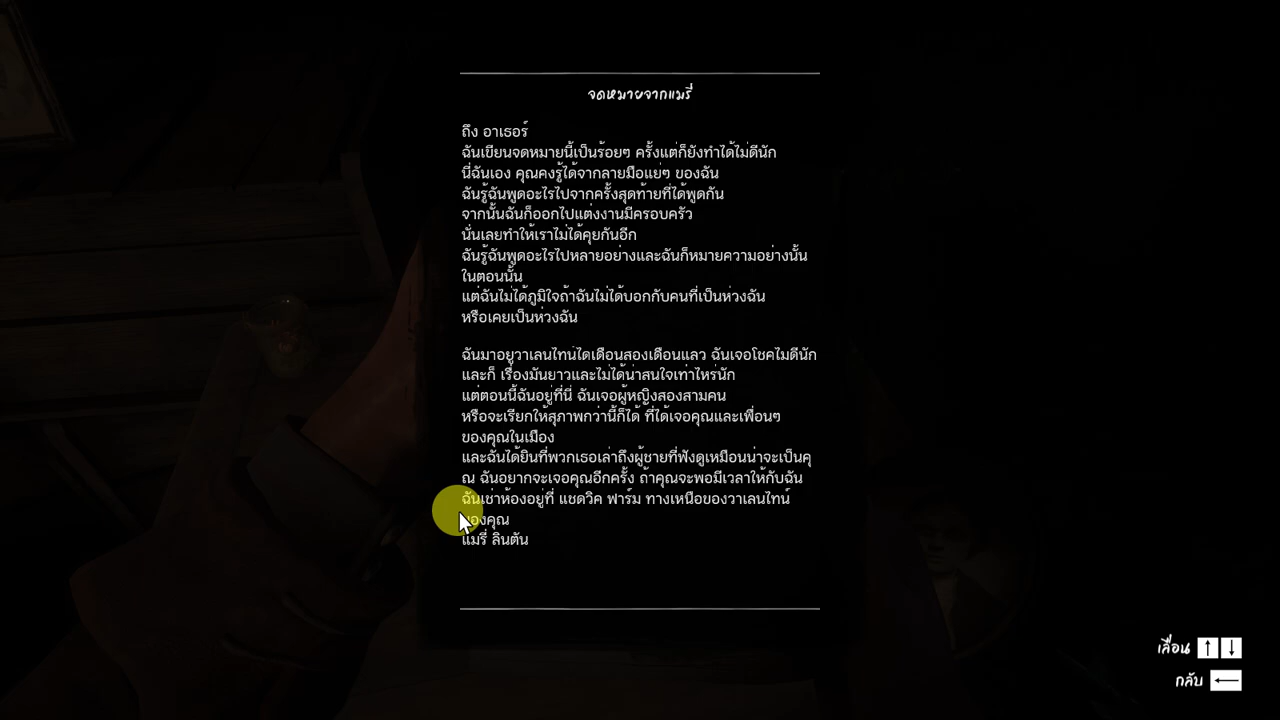 จดหมายจากแมรี่
ถึง อาเธอร์
ฉันเขียนจดหมายนี้เป็นร้อยๆ ครั้งแต่ก็ยังทำได้ไม่ดีนัก
นี่ฉันเอง คุณคงรู้ได้จากลายมือแย่ๆ ของฉัน
ฉันรู้ฉันพูดอะไรไปจากครั้งสุดท้ายที่ได้พูดกัน
จากนั้นฉันก็ออกไปแต่งงานมีครอบครัว
นั่นเลยทำให้เราไม่ได้คุยกันอีก
ฉันรู้ฉันพูดอะไรไปหลายอย่างและฉันก็หมายความอย่างนั้น
ในตอนนั้น
แต่ฉันไม่ได้ภูมิใจถ้าฉันไม่ได้บอกกับคนที่เป็นห่วงฉัน
หรือเคยเป็นห่วงฉัน
ฉันมาอยูวาเลนไทน์ไดเดือนสองเดือนแลว ฉันเจอโชคไมดีนัก
และก็ เรื่องมันยาวและไม่ได้น่าสนใจเท่าไหร่นัก
แต่ตอนนี้ฉันอยู่ที่นี่ ฉันเจอผู้หญิงสองสามคน
หรือจะเรียกให้สุภาพกว่านี้ก็ได้ ที่ได้เจอคุณและเพื่อนๆ
ของคุณในเมือง
และฉันได้ยินที่พวกเธอเล่าถึงผู้ชายที่ฟังดูเหมือนน่าจะเป็นคุ
ณ ฉันอยากจะเจอคุณอีกครั้ง ถ้าคุณจะพอมีเวลาให้กับฉัน
ฉันเช่าห้องอยู่ที่ แชดวิค ฟาร์ม ทางเหนือของวาเลนไทน์
ของคุณ
แมรี่ ลินตัน
เลื่อน ↑ ↓
กลับ ←